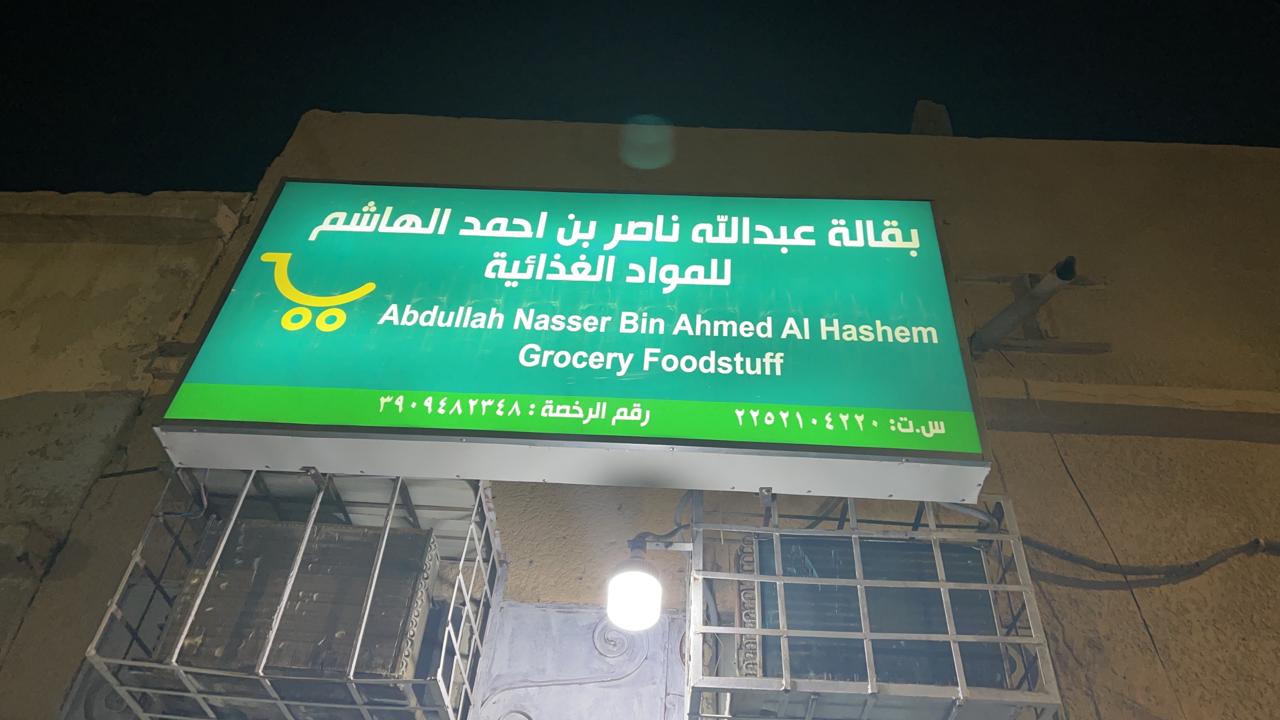 بقالة عبدالله ناصر بن احمد الهاشم
للمواد الغذائية
Abdullah Nasser Bin Ahmed Al Hashem
Grocery Foodstuff
س.ت: ٢٢٥٢١٠٤٢٢٠ رقم الرخصة : ٣٩٠٩٤٨٢٣٤٨